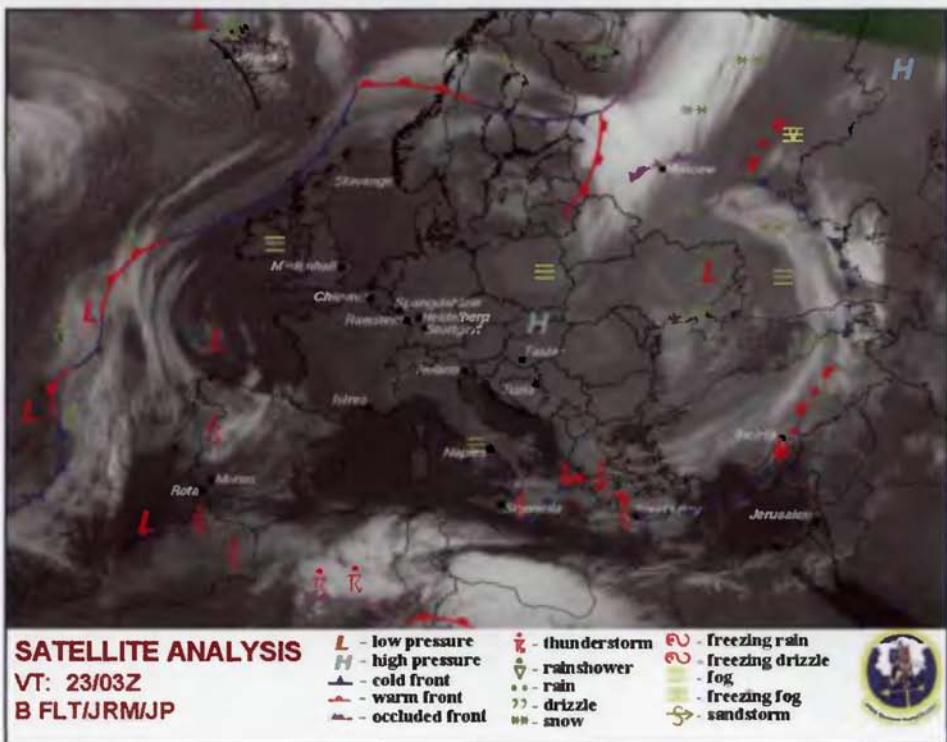 H
Stavanger
Moscow
L
L
Mildenhall
Chievres
Spangdahlem
Ramstein
Heidelberg
Stuttgart
H
L
Taszar
L
Aviano
Tuzla
Istres
Incirlik
Naples
Rota
Moron
Sigonella
Jerusalem
L
SATELLITE ANALYSIS
VT: 23/03Z
B FLT/JRM/JP
L - low pressure
H - high pressure
- cold front
- warm front
- occluded front
- thunderstorm
- rainshower
- rain
- drizzle
- snow
- freezing rain
- freezing drizzle
- fog
- freezing fog
- sandstorm